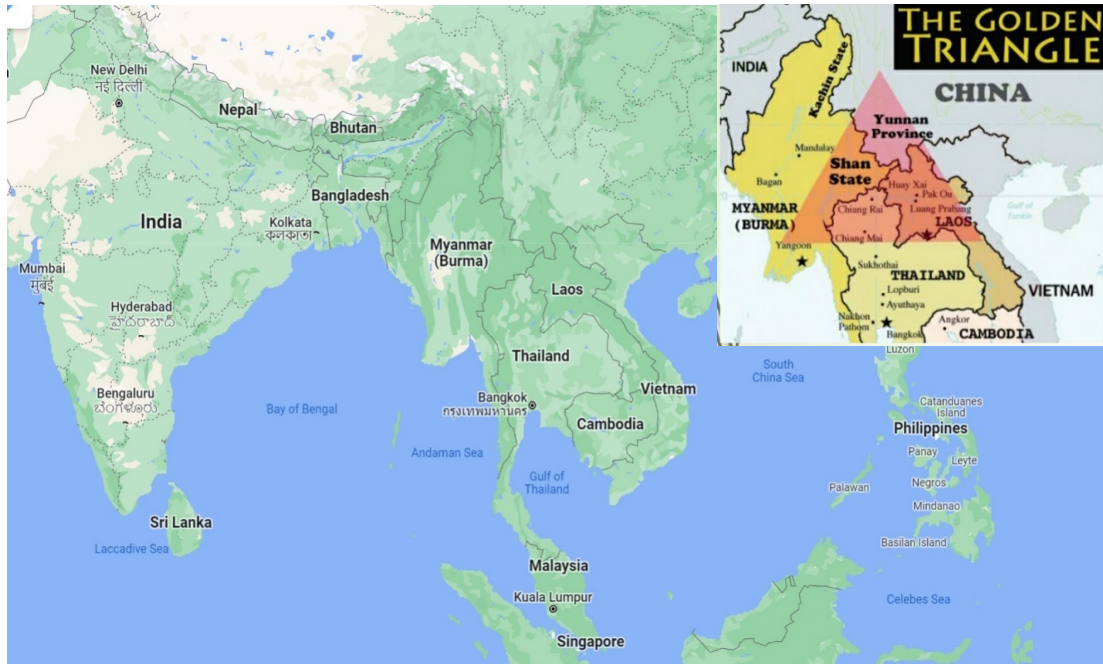 New Delhi
नई दिल्ली
Nepal
Bhutan
Bangladesh
India
Kolkata
কলকাতা
Myanmar
(Burma)
Mumbai
मुंबई
Hyderabad
హైదరాబాద్
Laos
Thailand
Bengaluru
ಬೆಂಗಳೂರು
Bangkok
กรุงเทพมหานคร
Vietnam
Bay of Bengal
Cambodia
Andaman Sea
Gulf of
Thailand
Sri Lanka
Laccadive Sea
Malaysia
Kuala Lumpur
Singapore
South
China Sea
Luzon
Catanduanes
Island
Philippines
Panay
Leyte
Palawan
Negros
Mindanao
Basilan Island
Celebes Sea
THE GOLDEN
TRIANGLE
INDIA
Kachin State
CHINA
Yunnan
Province
Mandalay
Shan
State
Bagan
Huay Xai
Pak Ou
Luang Prabang
Chiang Rai
MYANMAR
(BURMA)
LAOS
Gulf of
Tonkin
Chiang Mai
Yangoon
Sukhothai
THAILAND
VIETNAM
Lopburi
Ayuthaya
Nakhon
Pathom
Bangkok
Angkor
CAMBODIA